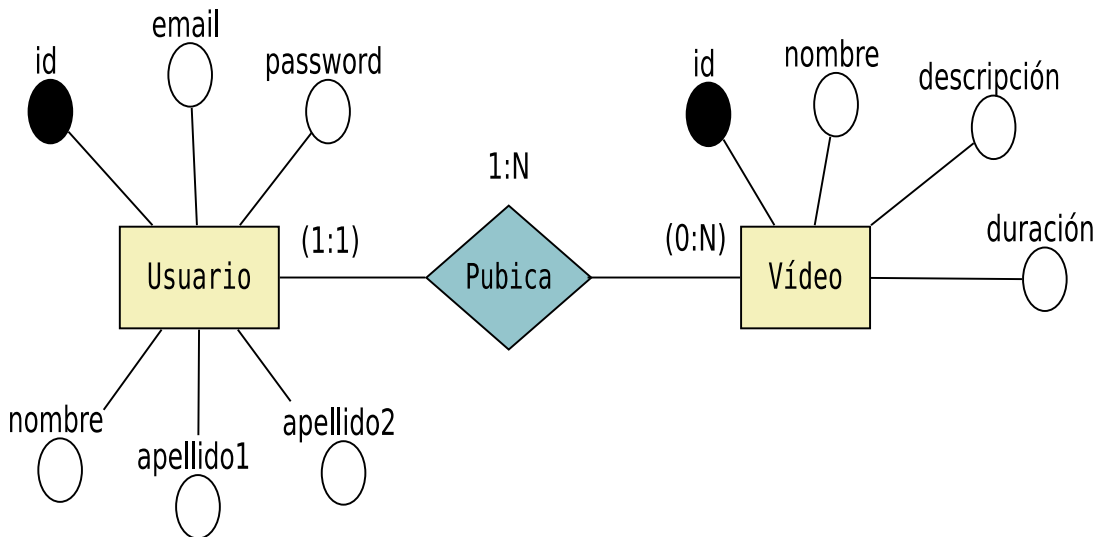 email
id
password
id
nombre
descripción
1:N
duración
(1:1)
(0:N)
Usuario
Pubica
Vídeo
nombre
apellido1
apellido2